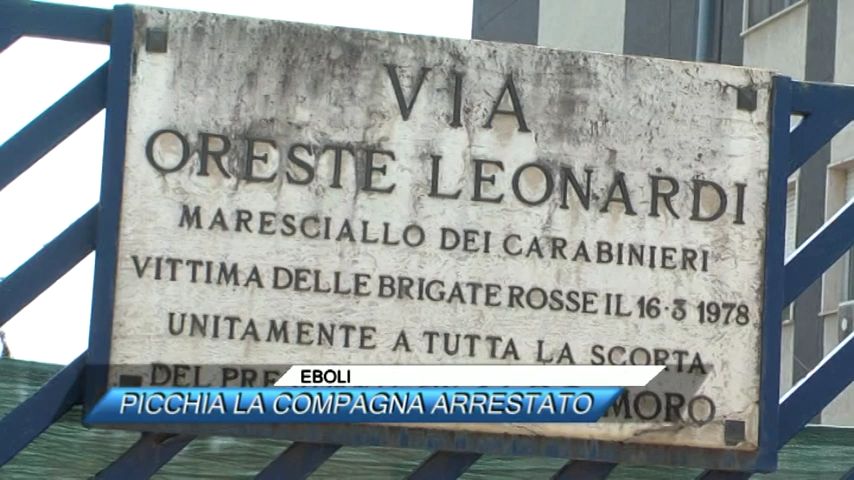 VIA
ORESTE LEONARDI
MARESCIALLO DEI CARABINIERI
VITTIMA DELLE BRIGATE ROSSE IL 16·3 1978
UNITAMENTE A TUTTA LA SCORTA
DEL PRE MORO
EBOLI
PICCHIA LA COMPAGNA ARRESTATO